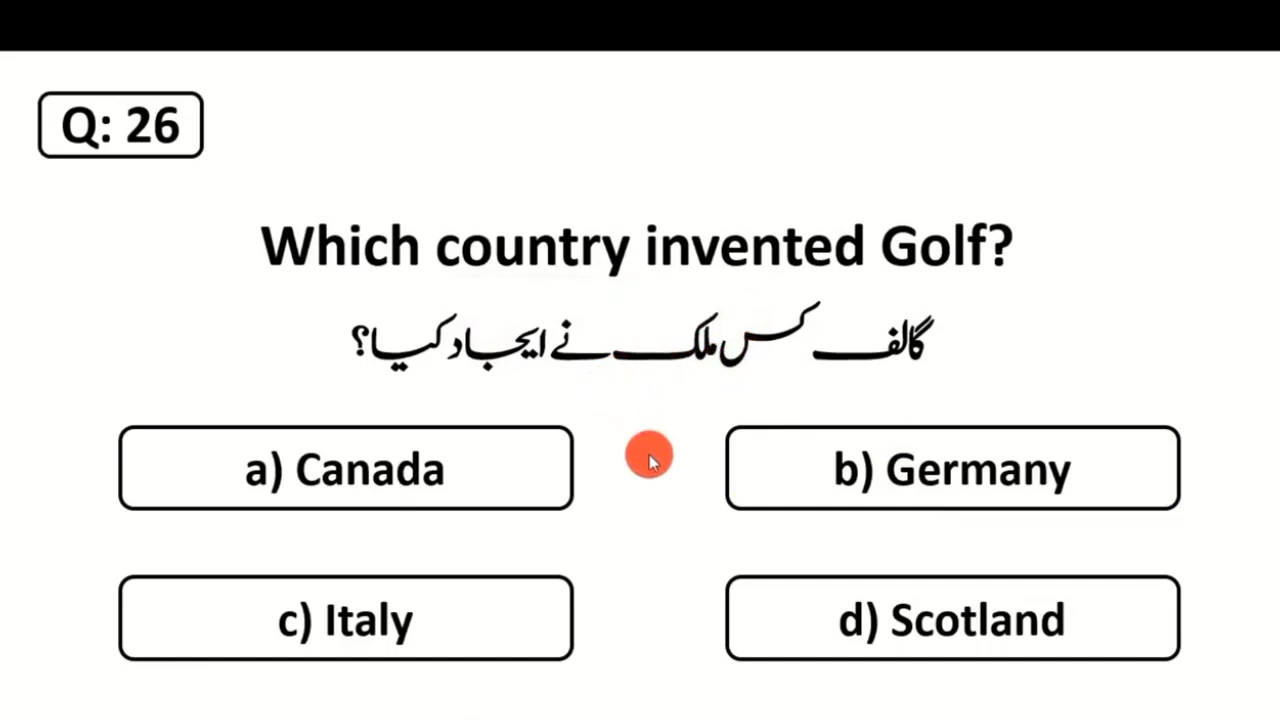 Q: 26
Which country invented Golf?
گالف کس ملک نے ایجاد کیا؟
a) Canada
b) Germany
c) Italy
d) Scotland